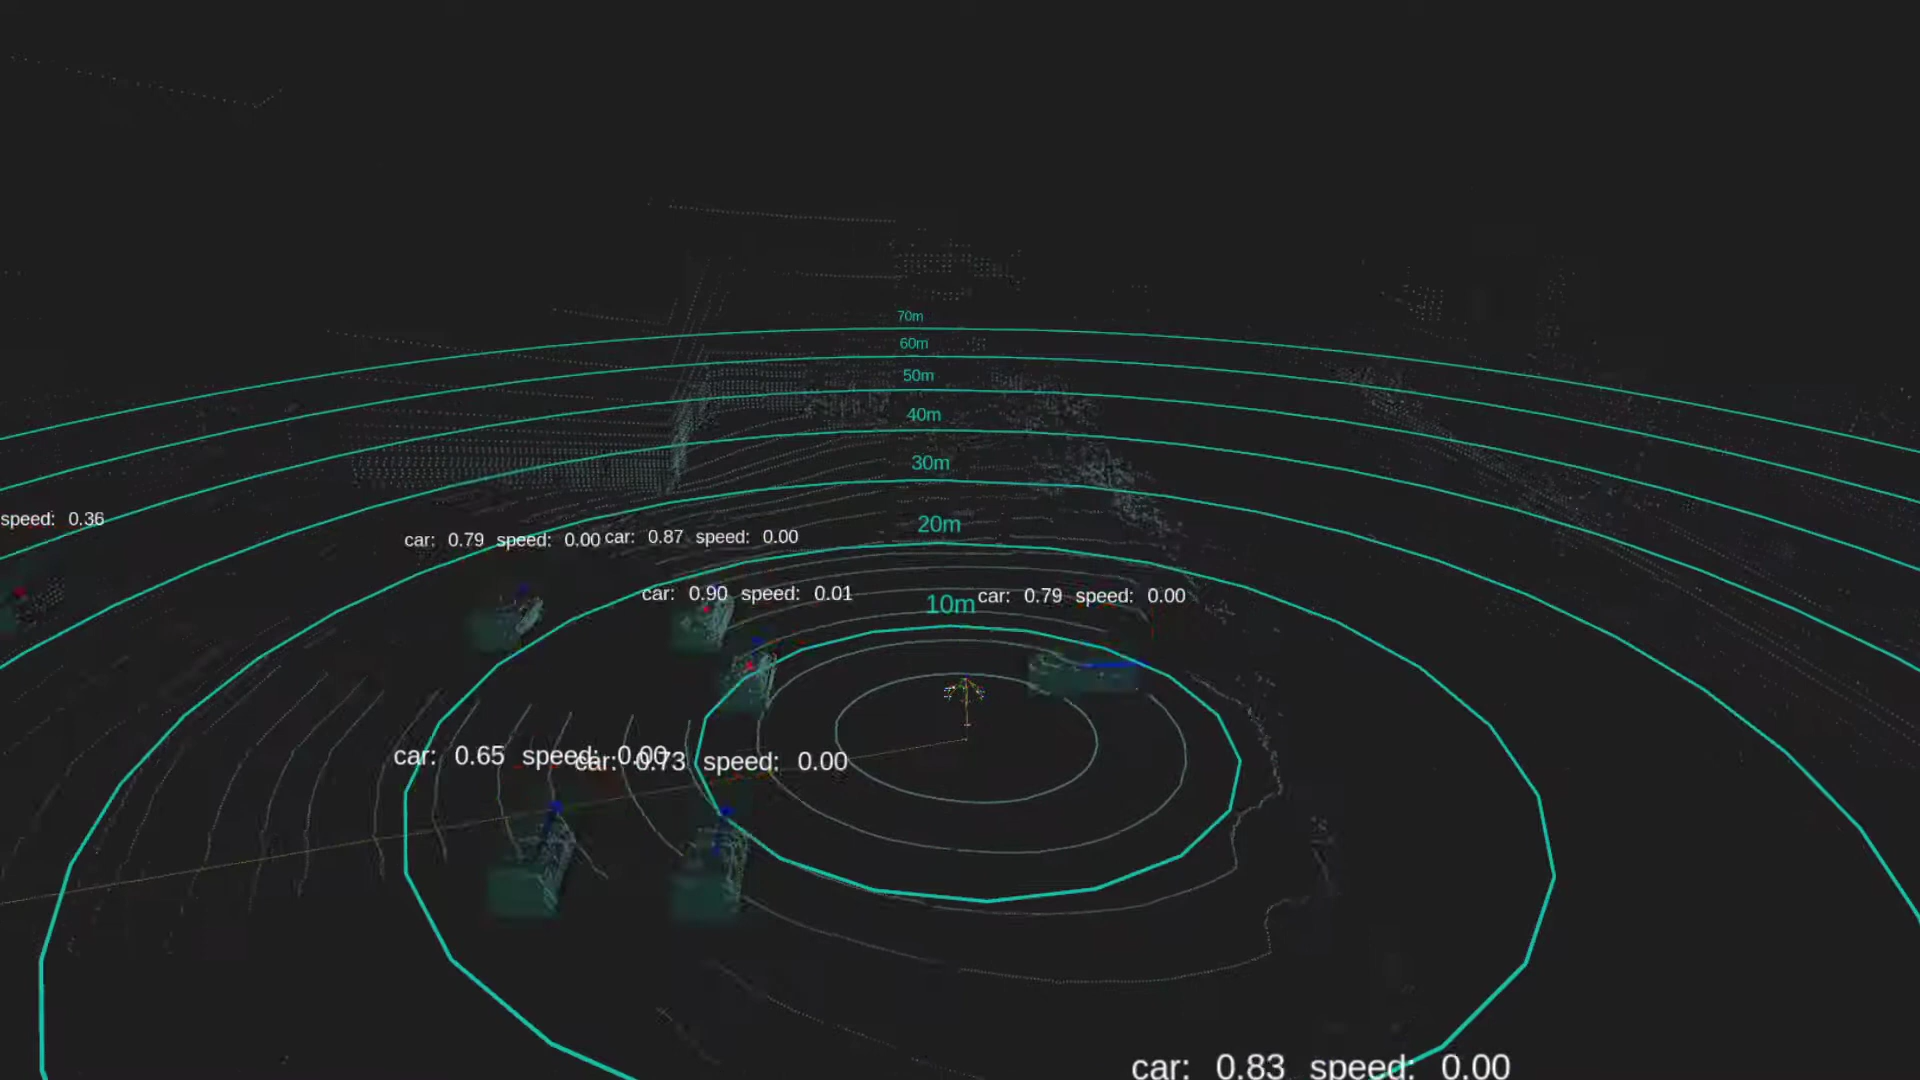 70m
60m
50m
40m
30m
20m
speed: 0.36
car: 0.79 speed: 0.00
car: 0.87 speed: 0.00
car: 0.90 speed: 0.01
10m
car: 0.79 speed: 0.00
car: 0.65 speed: 0.00
car: 0.73 speed: 0.00
car: 0.83 speed: 0.00